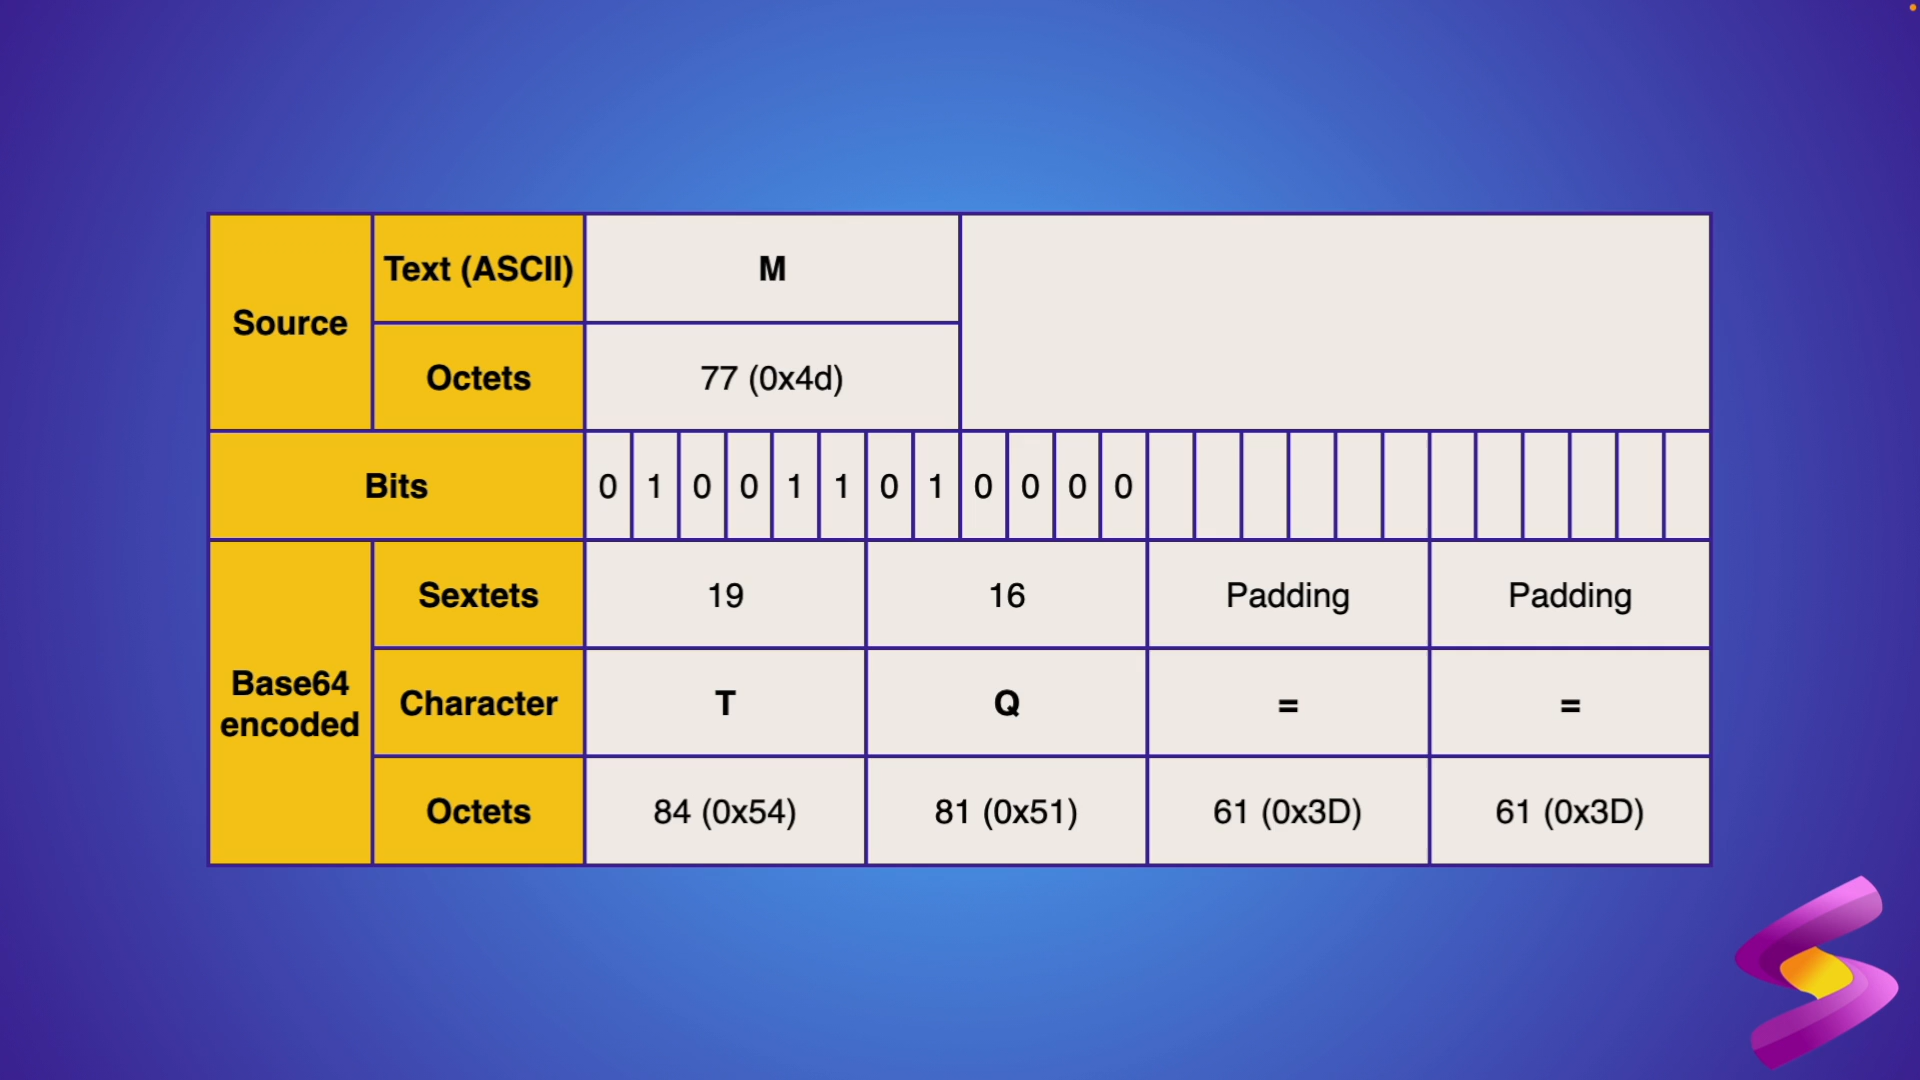 Source
Text (ASCII)
M
Octets
77 (0x4d)
Bits
0 1 0 0 1 1 0 1 0 0 0 0
Base64
encoded
Sextets
19
16
Padding
Padding
Character
T
Q
=
=
Octets
84 (0x54)
81 (0x51)
61 (0x3D)
61 (0x3D)